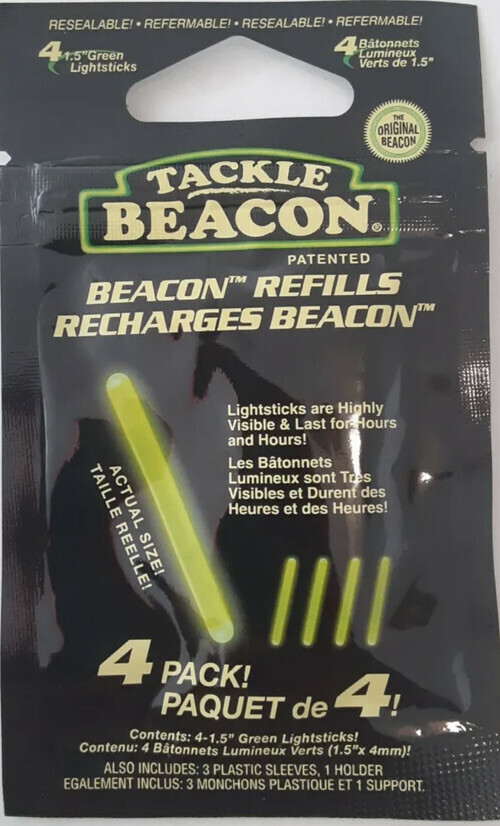 RESEALABLE! • REFERMABLE! • RESEALABLE! • REFERMABLE!
4 1.5"Green
Lightsticks
4 Bâtonnets
Lumineux
Verts de 1.5"
THE
ORIGINAL
BEACON
TACKLE
BEACON®
PATENTED
BEACON™ REFILLS
RECHARGES BEACON™
Lightsticks are Highly
Visible & Last for Hours
and Hours!
Les Bâtonnets
Lumineux sont Très
Visibles et Durent des
Heures et des Heures!
ACTUAL SIZE!
TAILLE REELLE!
4 PACK!
PAQUET de 4!
Contents: 4-1.5" Green Lightsticks!
Contenu: 4 Bâtonnets Lumineux Verts (1.5"x 4mm)!
ALSO INCLUDES: 3 PLASTIC SLEEVES, 1 HOLDER
EGALEMENT INCLUS: 3 MONCHONS PLASTIQUE ET 1 SUPPORT.